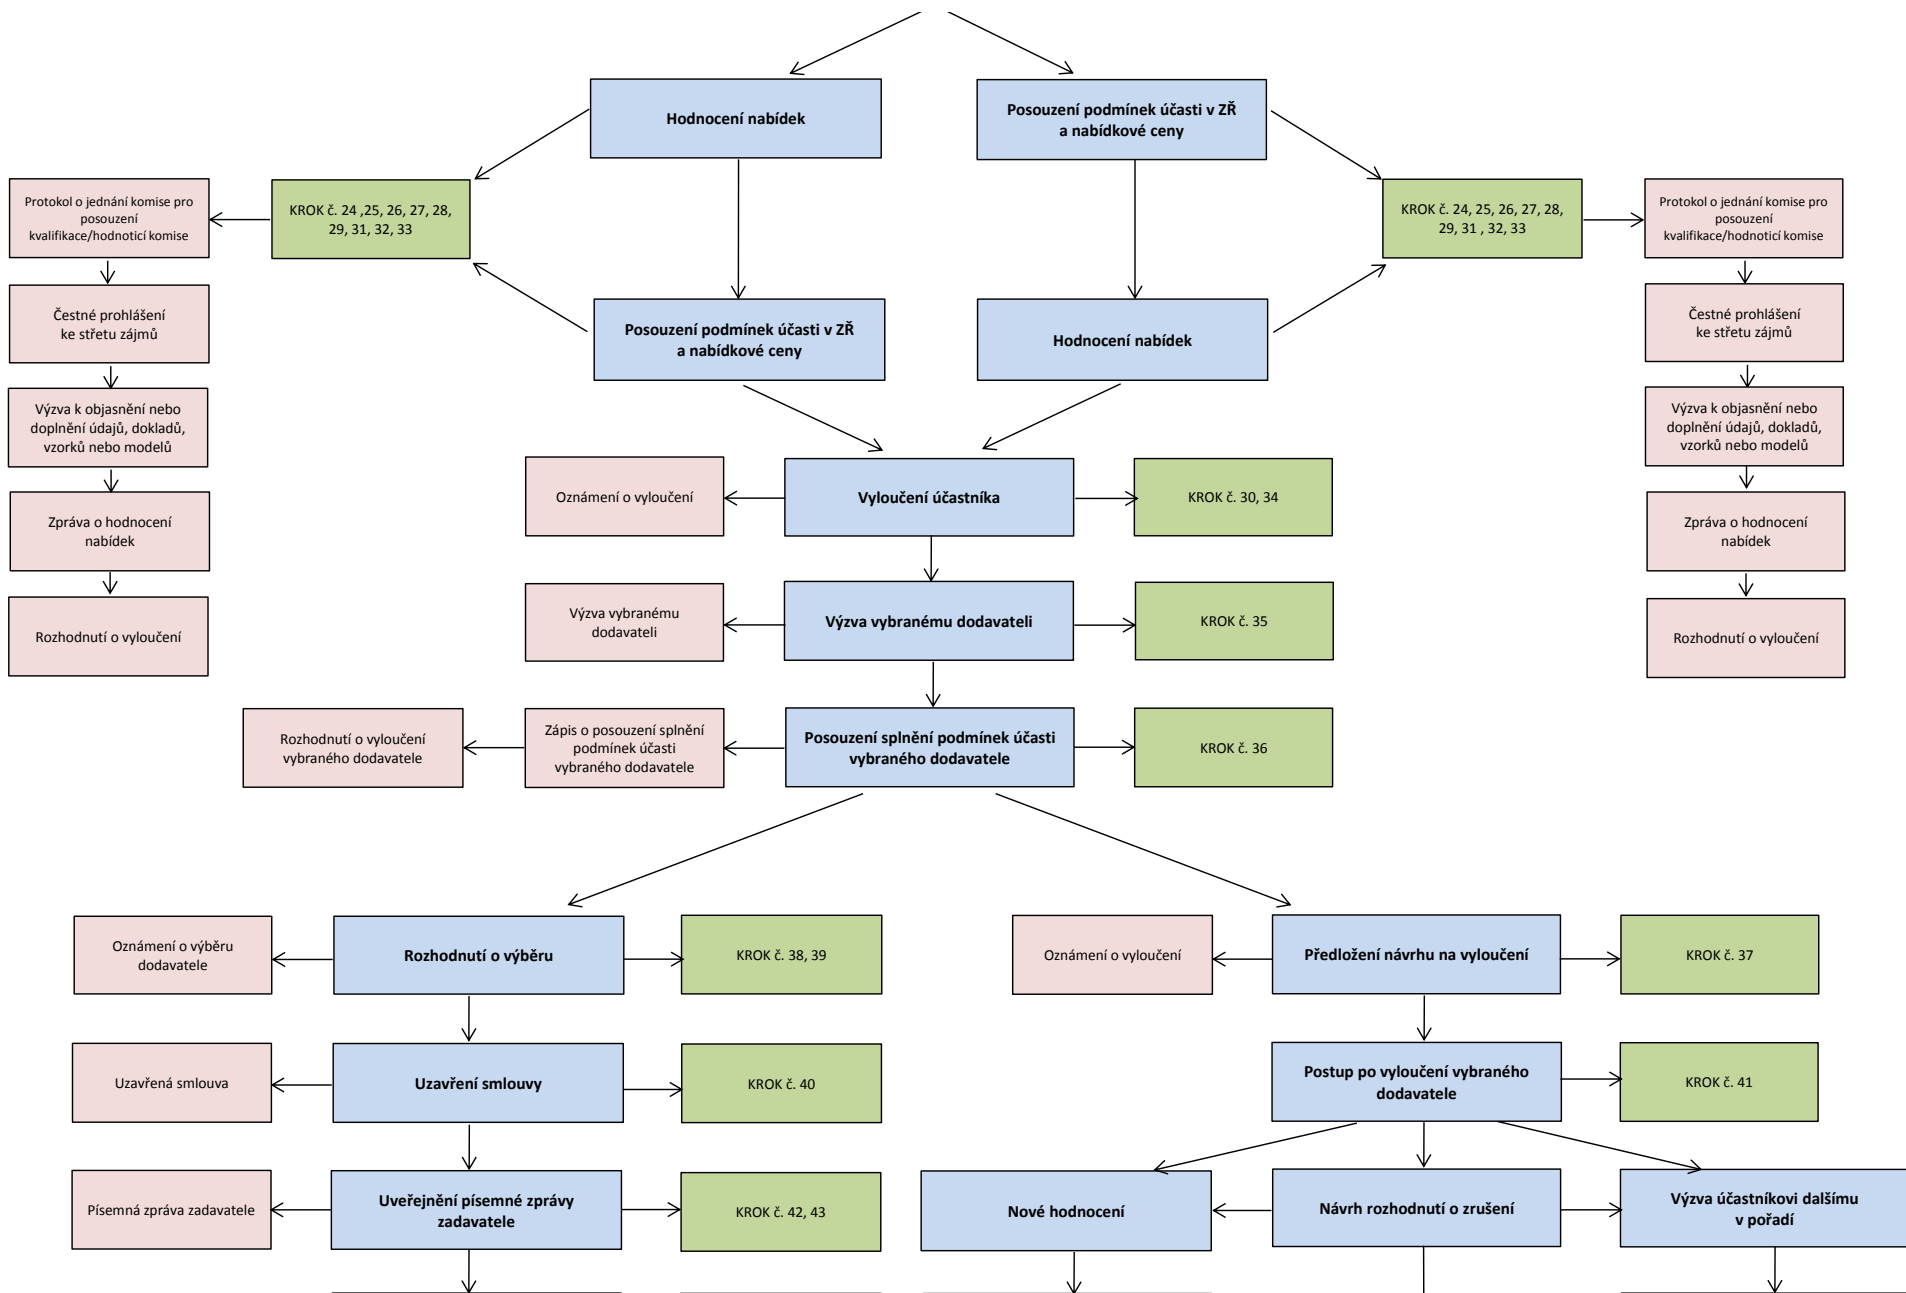 Hodnocení nabídek
Posouzení podmínek účasti v ZŘ
a nabídkové ceny
Protokol o jednání komise pro
posouzení
kvalifikace/hodnoticí komise
KROK č. 24 ,25, 26, 27, 28,
29, 31, 32, 33
KROK č. 24, 25, 26, 27, 28,
29, 31 , 32, 33
Protokol o jednání komise pro
posouzení
kvalifikace/hodnoticí komise
Čestné prohlášení
ke střetu zájmů
Posouzení podmínek účasti v ZŘ
a nabídkové ceny
Hodnocení nabídek
Čestné prohlášení
ke střetu zájmů
Výzva k objasnění nebo
doplnění údajů, dokladů,
vzorků nebo modelů
Výzva k objasnění nebo
doplnění údajů, dokladů,
vzorků nebo modelů
Oznámení o vyloučení
Vyloučení účastníka
KROK č. 30, 34
Zpráva o hodnocení
nabídek
Zpráva o hodnocení
nabídek
Výzva vybranému
dodavateli
Výzva vybranému dodavateli
KROK č. 35
Rozhodnutí o vyloučení
Rozhodnutí o vyloučení
Rozhodnutí o vyloučení
vybraného dodavatele
Zápis o posouzení splnění
podmínek účasti
vybraného dodavatele
Posouzení splnění podmínek účasti
vybraného dodavatele
KROK č. 36
Oznámení o výběru
dodavatele
Rozhodnutí o výběru
KROK č. 38, 39
Oznámení o vyloučení
Předložení návrhu na vyloučení
KROK č. 37
Uzavřená smlouva
Uzavření smlouvy
KROK č. 40
Postup po vyloučení vybraného
dodavatele
KROK č. 41
Písemná zpráva zadavatele
Uveřejnění písemné zprávy
zadavatele
KROK č. 42, 43
Nové hodnocení
Návrh rozhodnutí o zrušení
Výzva účastníkovi dalšímu
v pořadí